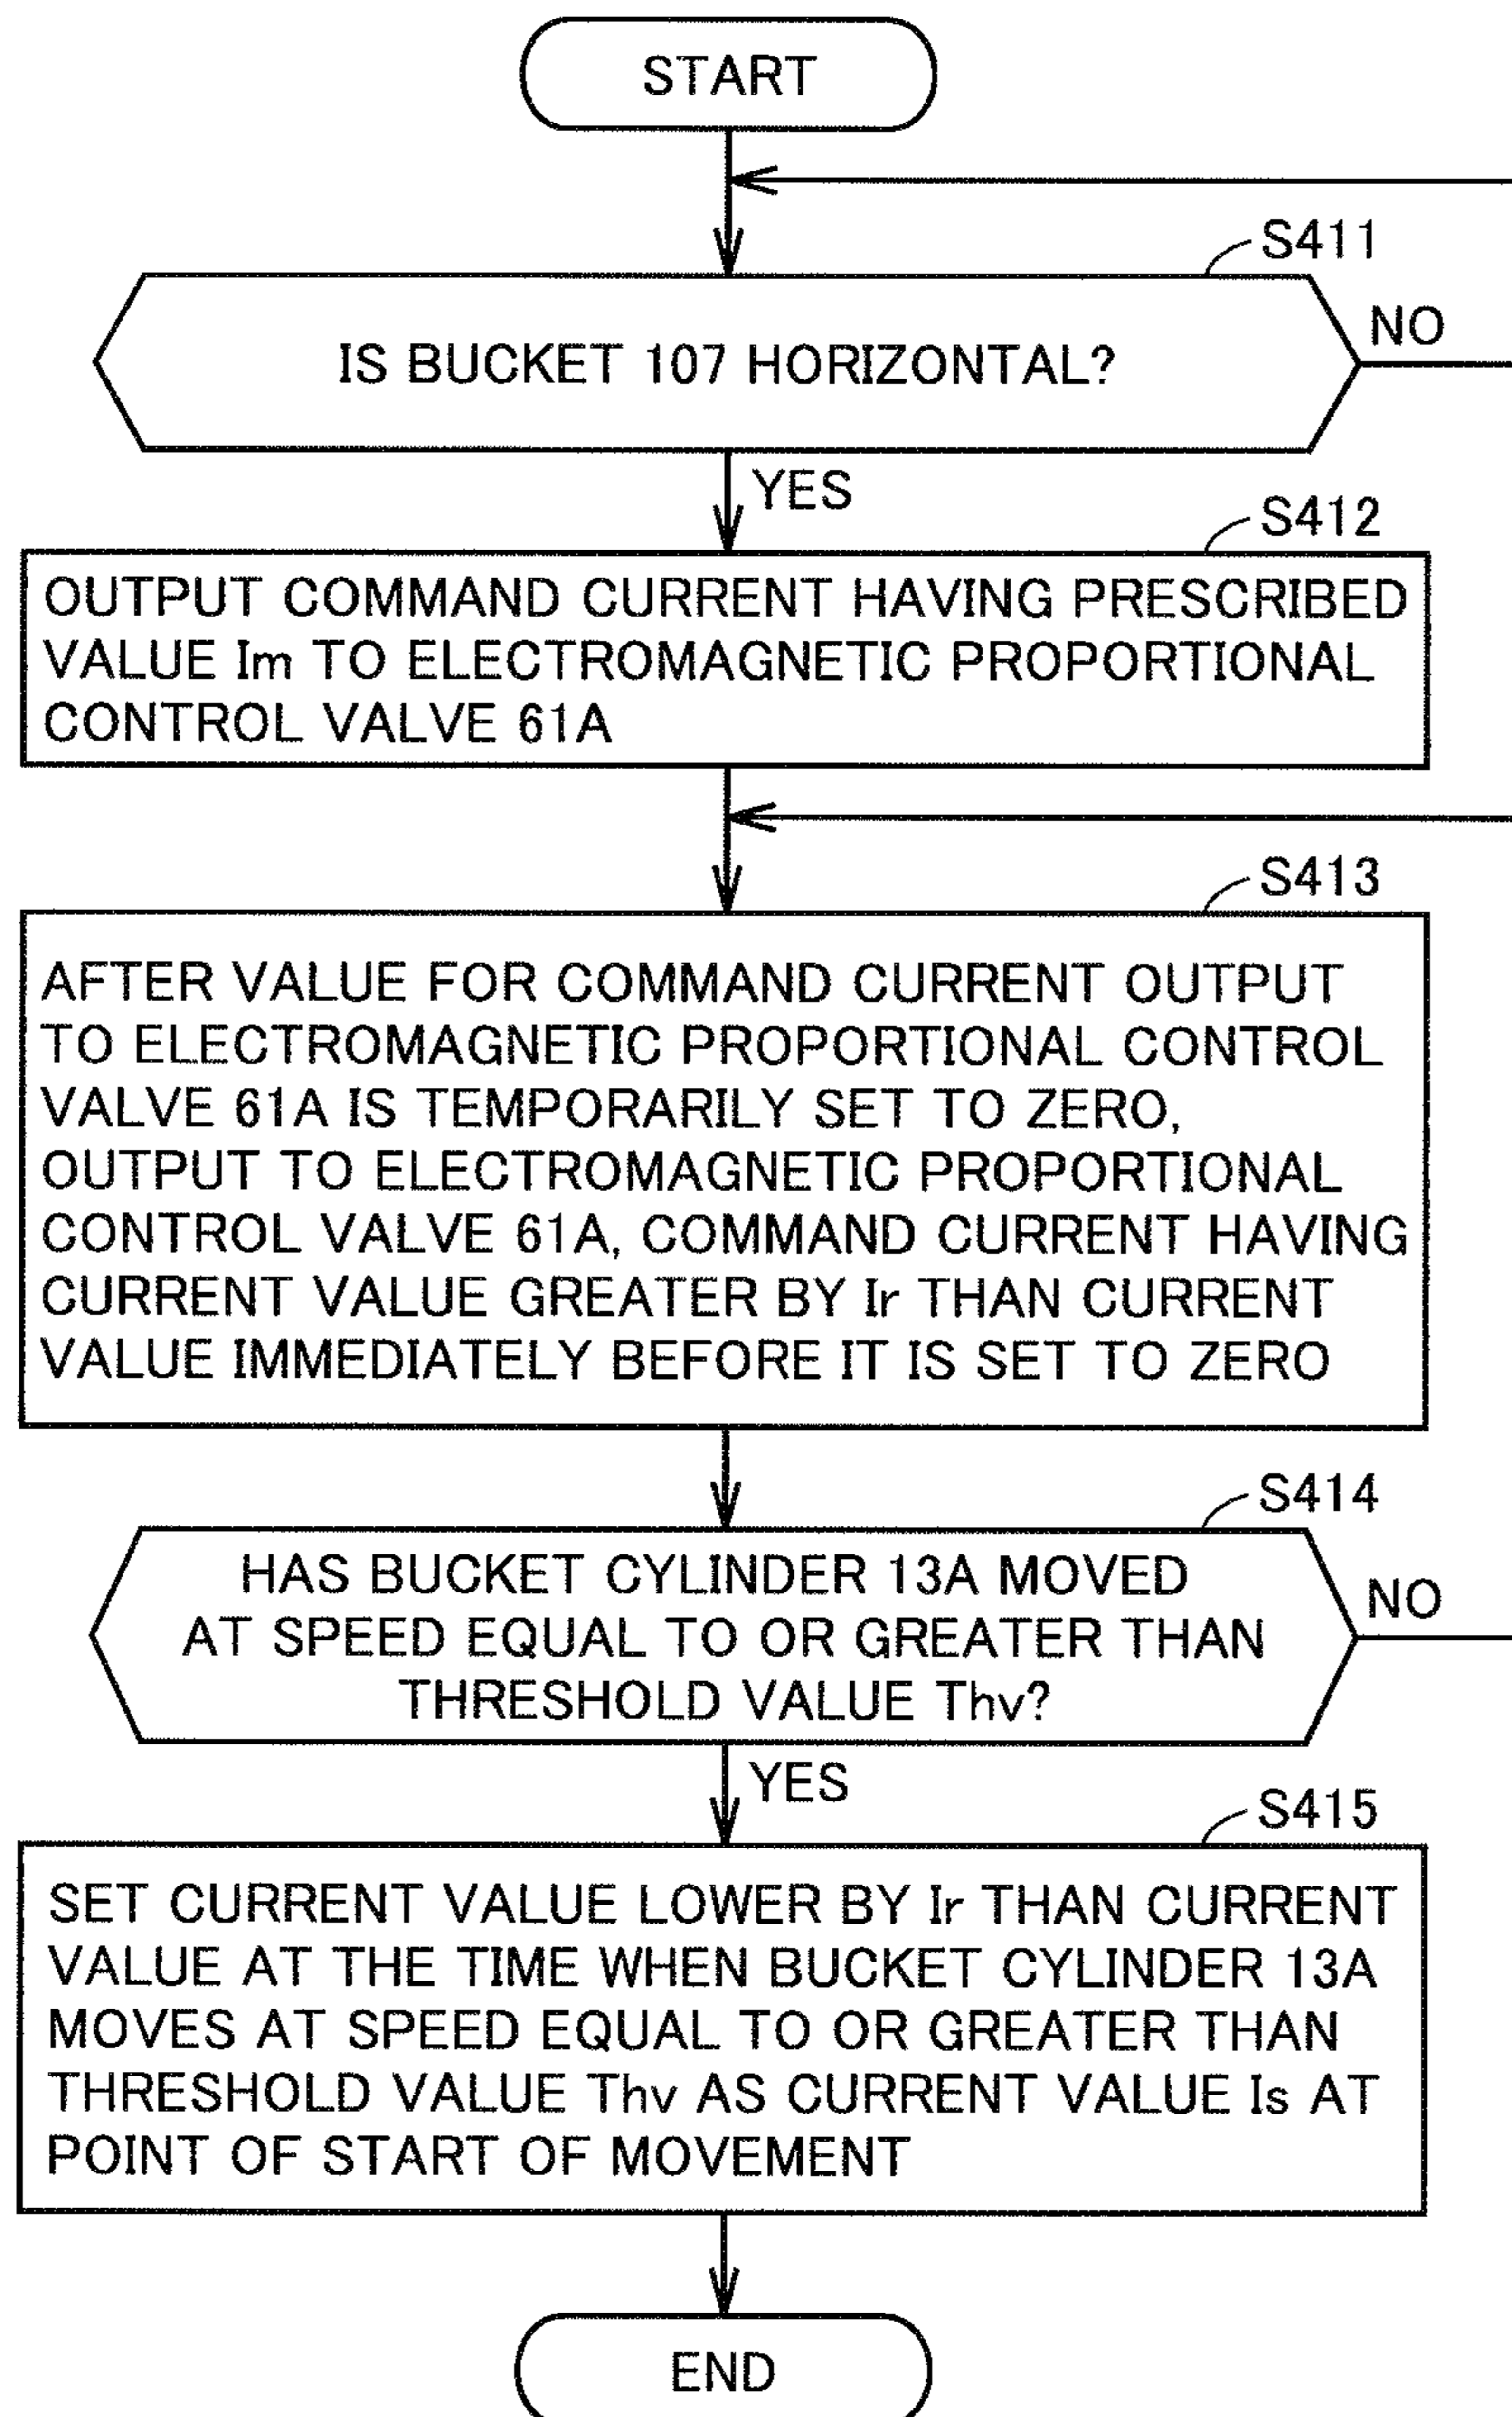 START
S411
IS BUCKET 107 HORIZONTAL?
NO
YES
S412
OUTPUT COMMAND CURRENT HAVING PRESCRIBED
VALUE Im TO ELECTROMAGNETIC PROPORTIONAL
CONTROL VALVE 61A
S413
AFTER VALUE FOR COMMAND CURRENT OUTPUT
TO ELECTROMAGNETIC PROPORTIONAL CONTROL
VALVE 61A IS TEMPORARILY SET TO ZERO,
OUTPUT TO ELECTROMAGNETIC PROPORTIONAL
CONTROL VALVE 61A, COMMAND CURRENT HAVING
CURRENT VALUE GREATER BY Ir THAN CURRENT
VALUE IMMEDIATELY BEFORE IT IS SET TO ZERO
S414
HAS BUCKET CYLINDER 13A MOVED
AT SPEED EQUAL TO OR GREATER THAN
THRESHOLD VALUE Thv?
NO
YES
S415
SET CURRENT VALUE LOWER BY Ir THAN CURRENT
VALUE AT THE TIME WHEN BUCKET CYLINDER 13A
MOVES AT SPEED EQUAL TO OR GREATER THAN
THRESHOLD VALUE Thv AS CURRENT VALUE Is AT
POINT OF START OF MOVEMENT
END